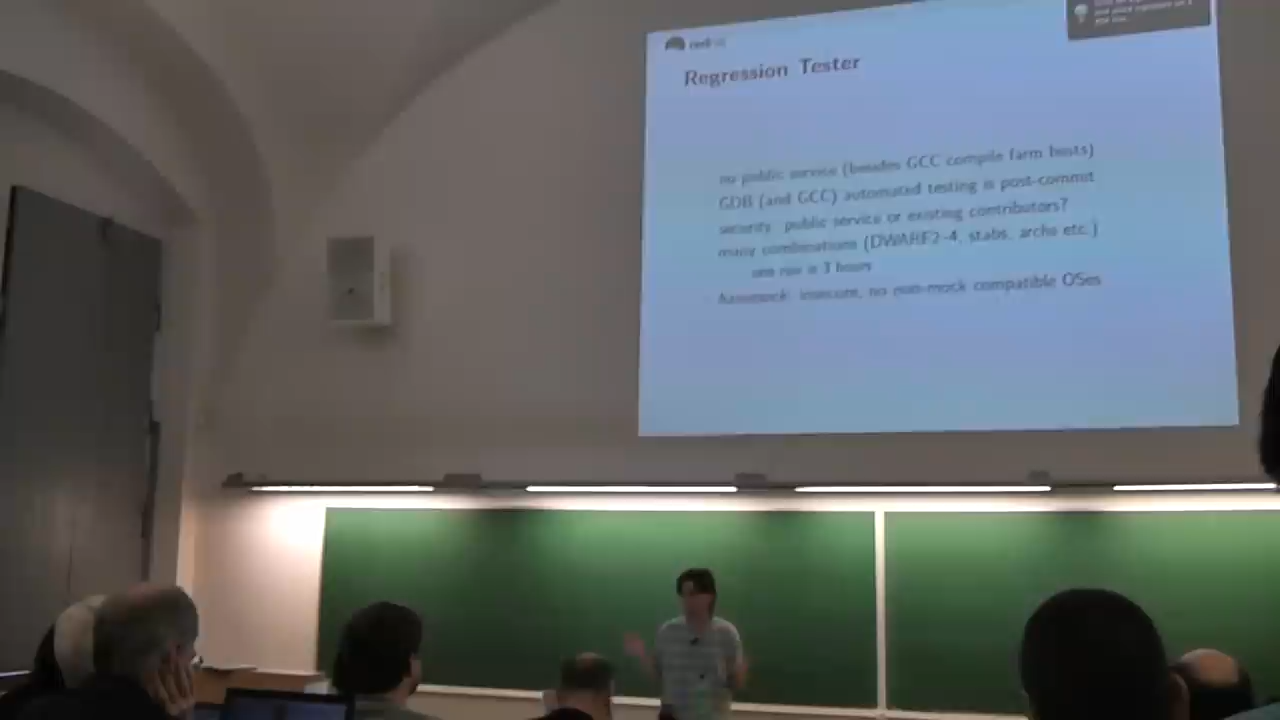 Regression Tester
no public service (besides GCC compile farm hosts)
GDB (and GCC) automated testing is post-commit
security: public service or existing contributors?
many combinations (DWARF2-4, stabs, archs etc.)
one run is 3 hours
insecure, no non-mock compatible OSes